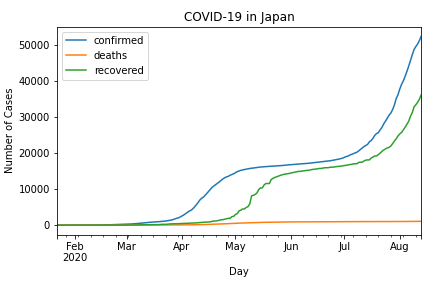 COVID-19 in Japan
confirmed
deaths
recovered
Number of Cases
50000
40000
30000
20000
10000
0
Feb Mar Apr May Jun Jul Aug
2020
Day